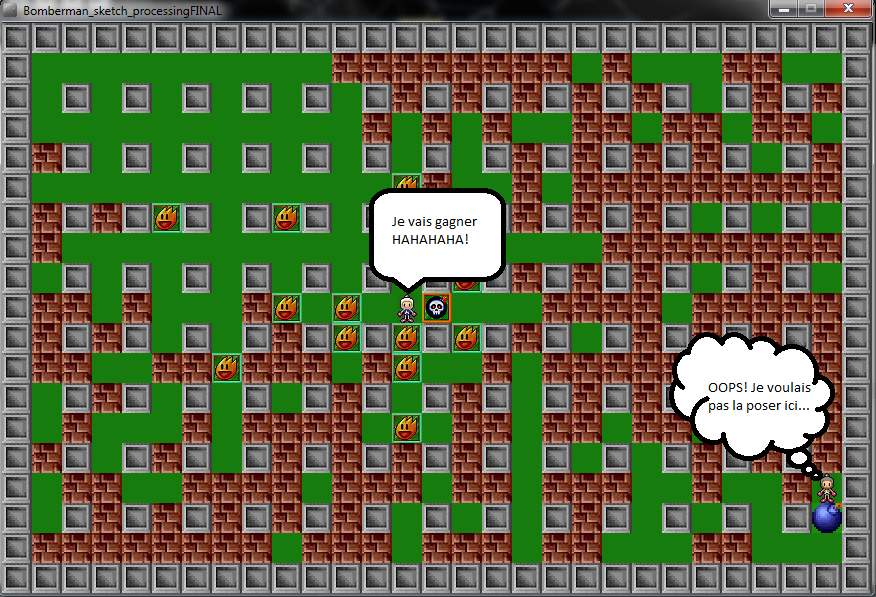 Bomberman_sketch_processingFINAL
Je vais gagner
HAHAHAHA!
OOPS! Je voulais
pas la poser ici...